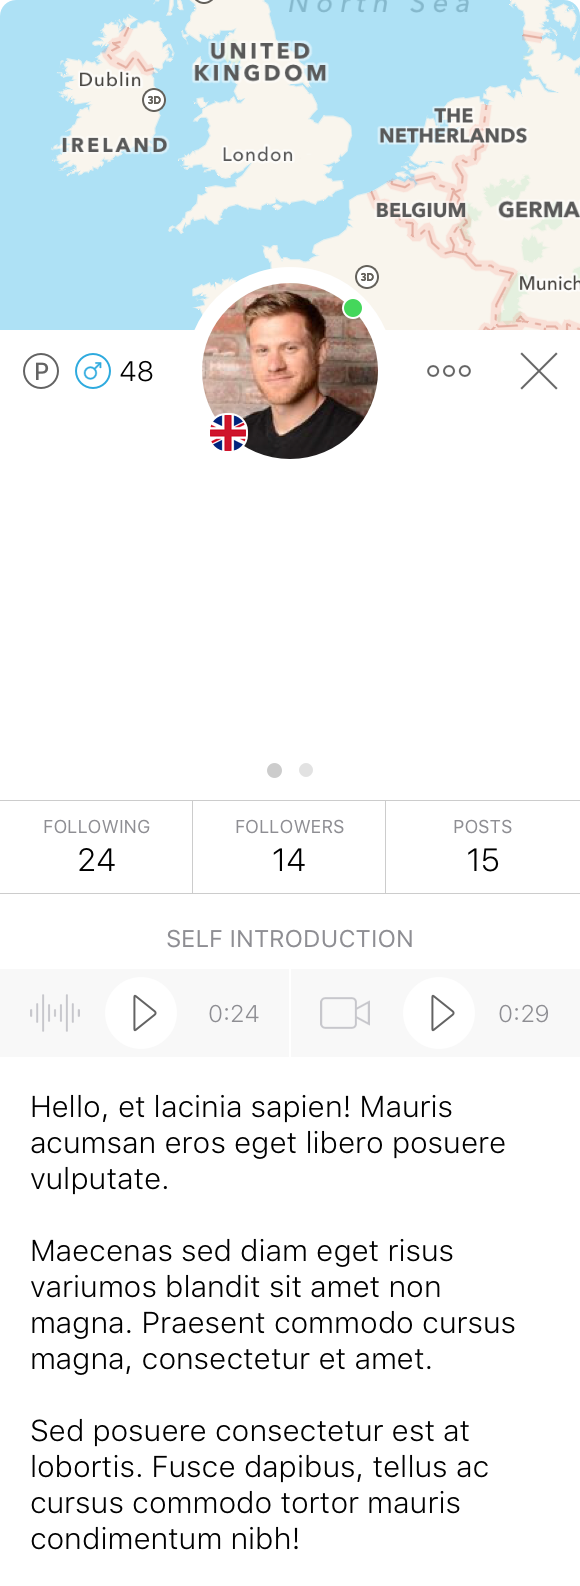 North Sea
UNITED
KINGDOM
Dublin
3D
IRELAND
London
THE
NETHERLANDS
BELGIUM
GERMA
3D
Munich
P
48
FOLLOWING
24
FOLLOWERS
14
POSTS
15
SELF INTRODUCTION
0:24
0:29
Hello, et lacinia sapien! Mauris
acumsan eros eget libero posuere
vulputate.
Maecenas sed diam eget risus
variumos blandit sit amet non
magna. Praesent commodo cursus
magna, consectetur et amet.
Sed posuere consectetur est at
lobortis. Fusce dapibus, tellus ac
cursus commodo tortor mauris
condimentum nibh!